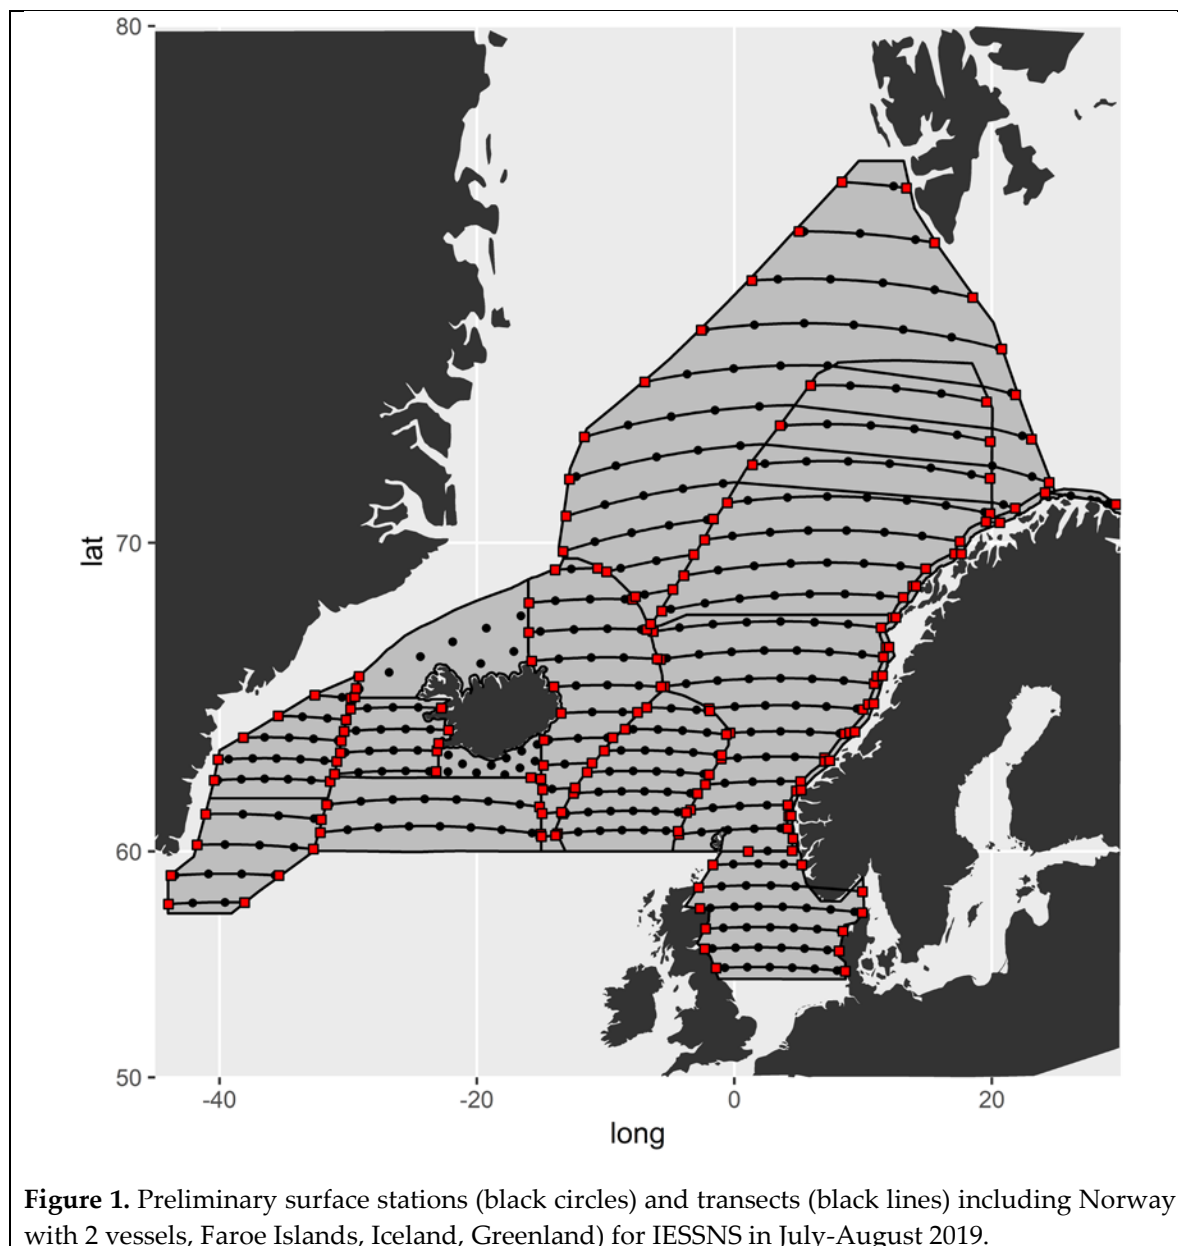 80
70
60
50
lat
-40
-20
0
20
long
Figure 1. Preliminary surface stations (black circles) and transects (black lines) including Norway
with 2 vessels, Faroe Islands, Iceland, Greenland) for IESSNS in July-August 2019.